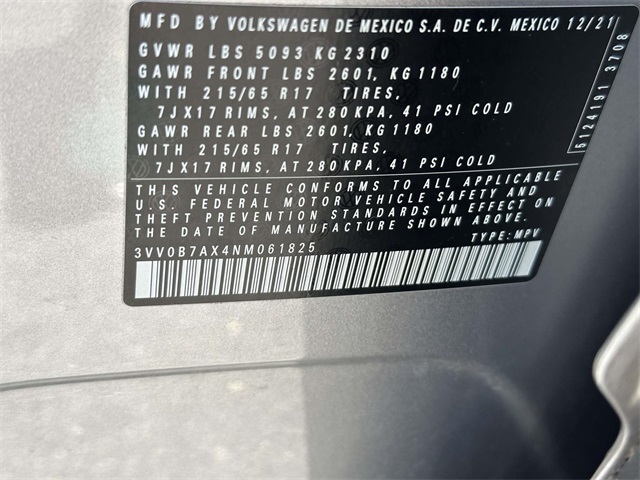 MFD BY VOLKSWAGEN DE MEXICO S.A. DE C.V. MEXICO 12/21
GVWR LBS 5093 KG 2310
GAWR FRONT LBS 2601, KG 1180
WITH 215/65 R17 TIRES,
7JX17 RIMS, AT 280 KPA, 41 PSI COLD
GAWR REAR LBS 2601, KG 1180
WITH 215/65 R17 TIRES,
7JX17 RIMS, AT 280 KPA, 41 PSI COLD
THIS VEHICLE CONFORMS TO ALL APPLICABLE
U.S. FEDERAL MOTOR VEHICLE SAFETY AND
THEFT PREVENTION STANDARDS IN EFFECT ON
THE DATE OF MANUFACTURE SHOWN ABOVE.
3VV0B7AX4NM061825 TYPE: MPV
5124191 3708